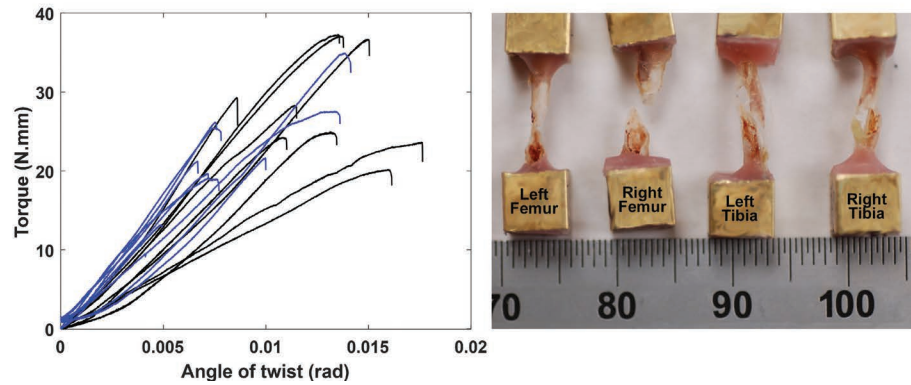 40
30
20
10
0
Torque (N.mm)
0 0.005 0.01 0.015 0.02
Angle of twist (rad)
Left
Femur
Right
Femur
Left
Tibia
Right
Tibia
70 80 90 100